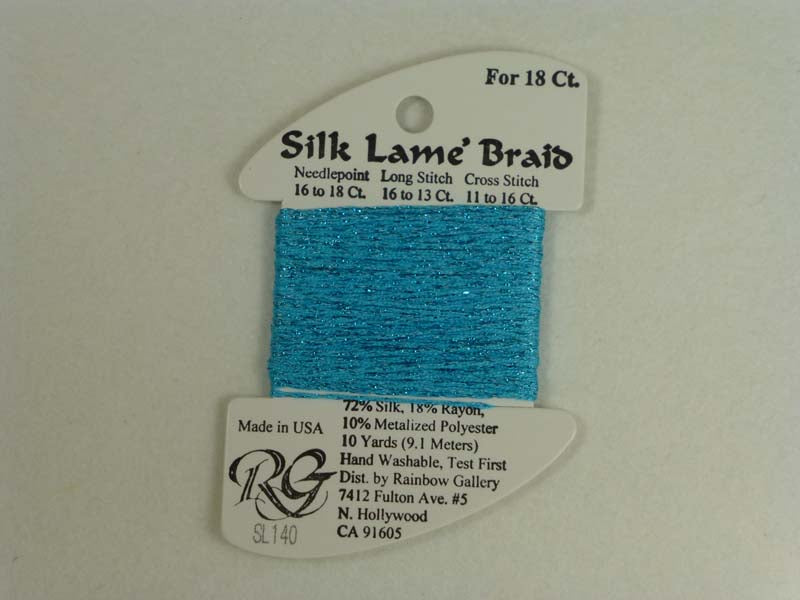 For 18 Ct.
Silk Lame' Braid
Needlepoint Long Stitch Cross Stitch
16 to 18 Ct. 16 to 13 Ct. 11 to 16 Ct.
72% Silk, 18% Rayon,
10% Metalized Polyester
10 Yards (9.1 Meters)
Hand Washable, Test First
Dist. by Rainbow Gallery
7412 Fulton Ave. #5
N. Hollywood
CA 91605
Made in USA
RG
SL140